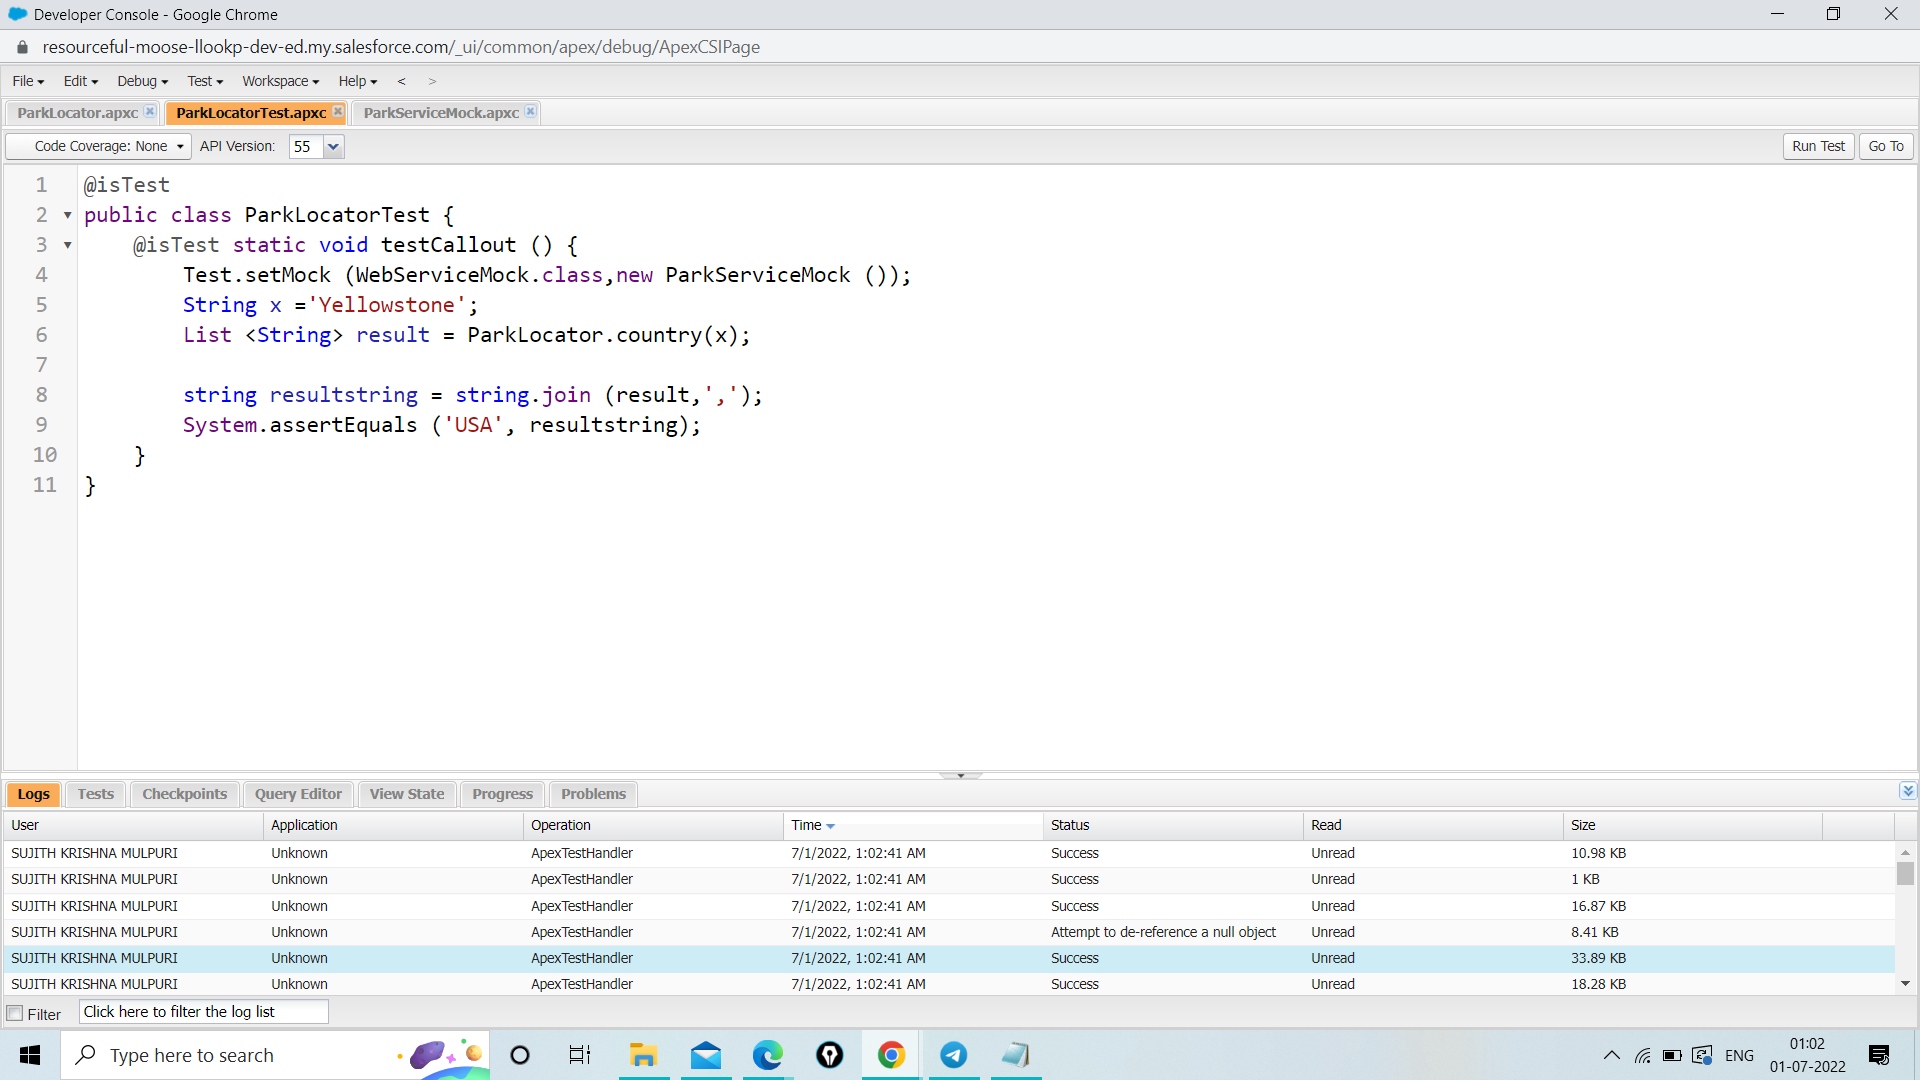 Developer Console - Google Chrome
resourceful-moose-llookp-dev-ed.my.salesforce.com/_ui/common/apex/debug/ApexCSIPage
File Edit Debug Test Workspace Help < >
ParkLocator.apxc ParkLocatorTest.apxc ParkServiceMock.apxc
Code Coverage: None API Version: 55 Run Test Go To
1 @isTest
2 public class ParkLocatorTest {
3 @isTest static void testCallout () {
4 Test.setMock (WebServiceMock.class,new ParkServiceMock ());
5 String x ='Yellowstone';
6 List <String> result = ParkLocator.country(x);
7
8 string resultstring = string.join (result,',');
9 System.assertEquals ('USA', resultstring);
10 }
11 }
Logs Tests Checkpoints Query Editor View State Progress Problems
User Application Operation Time Status Read Size
SUJITH KRISHNA MULPURI Unknown ApexTestHandler 7/1/2022, 1:02:41 AM Success Unread 10.98 KB
SUJITH KRISHNA MULPURI Unknown ApexTestHandler 7/1/2022, 1:02:41 AM Success Unread 1 KB
SUJITH KRISHNA MULPURI Unknown ApexTestHandler 7/1/2022, 1:02:41 AM Success Unread 16.87 KB
SUJITH KRISHNA MULPURI Unknown ApexTestHandler 7/1/2022, 1:02:41 AM Attempt to de-reference a null object Unread 8.41 KB
SUJITH KRISHNA MULPURI Unknown ApexTestHandler 7/1/2022, 1:02:41 AM Success Unread 33.89 KB
SUJITH KRISHNA MULPURI Unknown ApexTestHandler 7/1/2022, 1:02:41 AM Success Unread 18.28 KB
Filter Click here to filter the log list
Type here to search ENG 01:02
01-07-2022